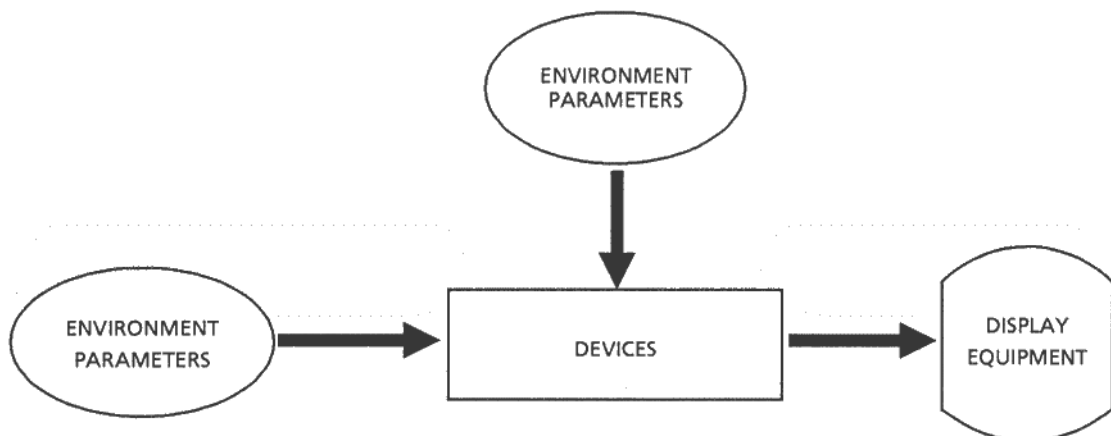 ENVIRONMENT
PARAMETERS
ENVIRONMENT
PARAMETERS
DEVICES
DISPLAY
EQUIPMENT